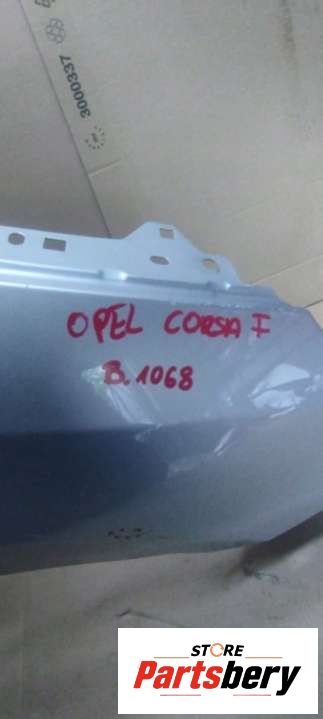 3000337
OPEL CORSA F
B.1068
STORE
Partsbery